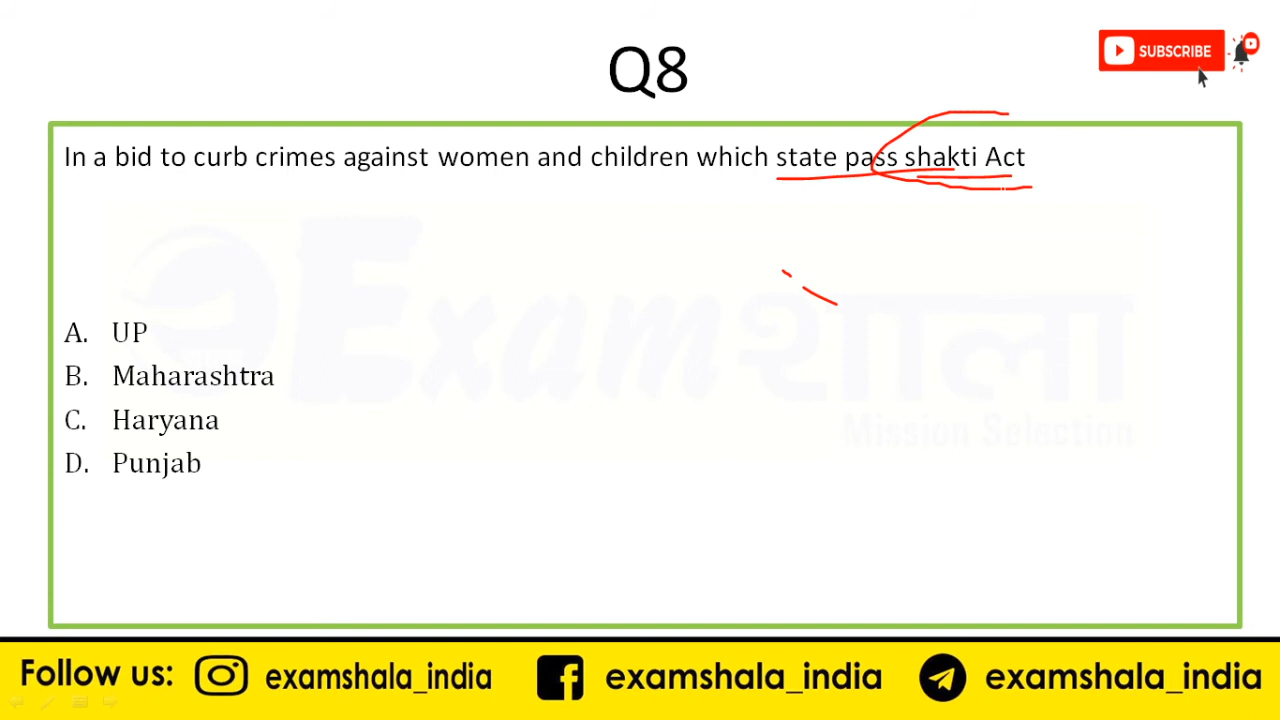 Q8
SUBSCRIBE
In a bid to curb crimes against women and children which state pass shakti Act
Examशाला
Mission Selection
A. UP
B. Maharashtra
C. Haryana
D. Punjab
Follow us: examshala_india examshala_india examshala_india